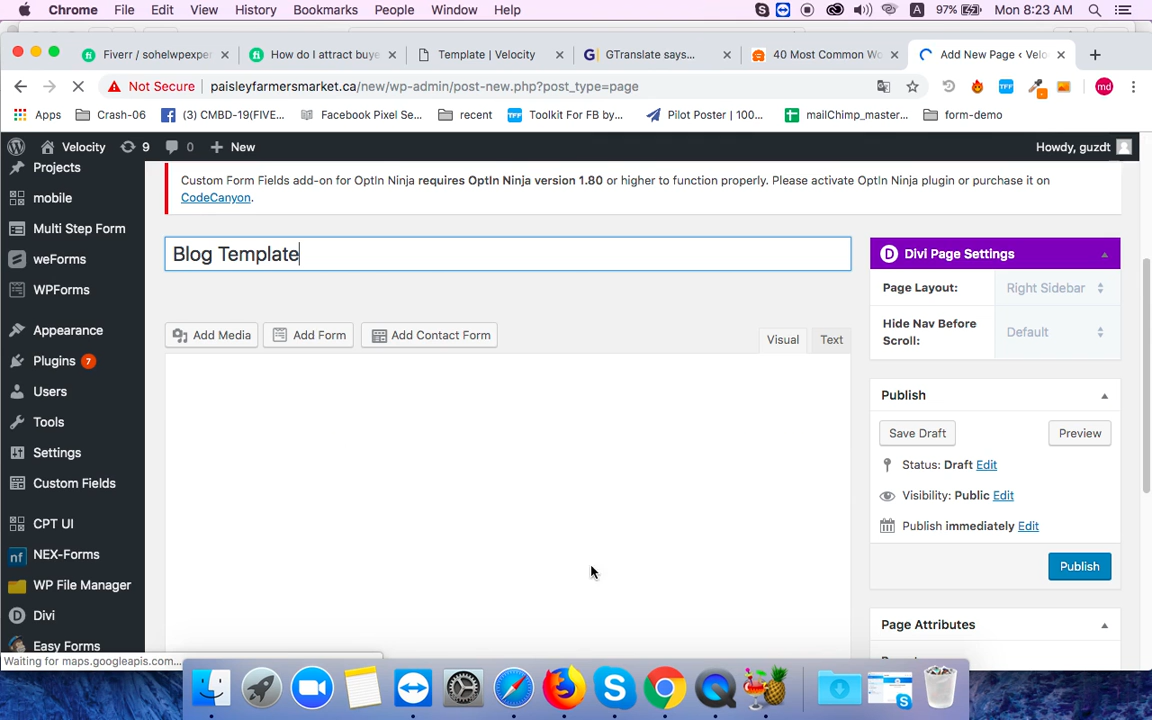 Chrome File Edit View History Bookmarks People Window Help
A 97% Mon 8:23 AM
Fiverr / sohelwpexper
How do I attract buye
Template | Velocity
GTranslate says...
40 Most Common Wo
Add New Page ‹ Velo
Not Secure paisleyfarmersmarket.ca/new/wp-admin/post-new.php?post_type=page
TFF
md
Apps Crash-06 (3) CMBD-19(FIVE... Facebook Pixel Se... recent TFF Toolkit For FB by... Pilot Poster | 100... mailChimp_master... form-demo
Velocity 9 0 New Howdy, guzdt
Projects
mobile
Multi Step Form
weForms
WPForms
Appearance
Plugins 7
Users
Tools
Settings
Custom Fields
CPT UI
nf NEX-Forms
WP File Manager
Divi
Easy Forms
Custom Form Fields add-on for OptIn Ninja requires OptIn Ninja version 1.80 or higher to function properly. Please activate OptIn Ninja plugin or purchase it on
CodeCanyon.
Blog Template
Add Media Add Form Add Contact Form
Visual Text
D Divi Page Settings
Page Layout: Right Sidebar
Hide Nav Before
Scroll:
Default
Publish
Save Draft Preview
Status: Draft Edit
Visibility: Public Edit
Publish immediately Edit
Publish
Page Attributes
Waiting for maps.googleapis.com...